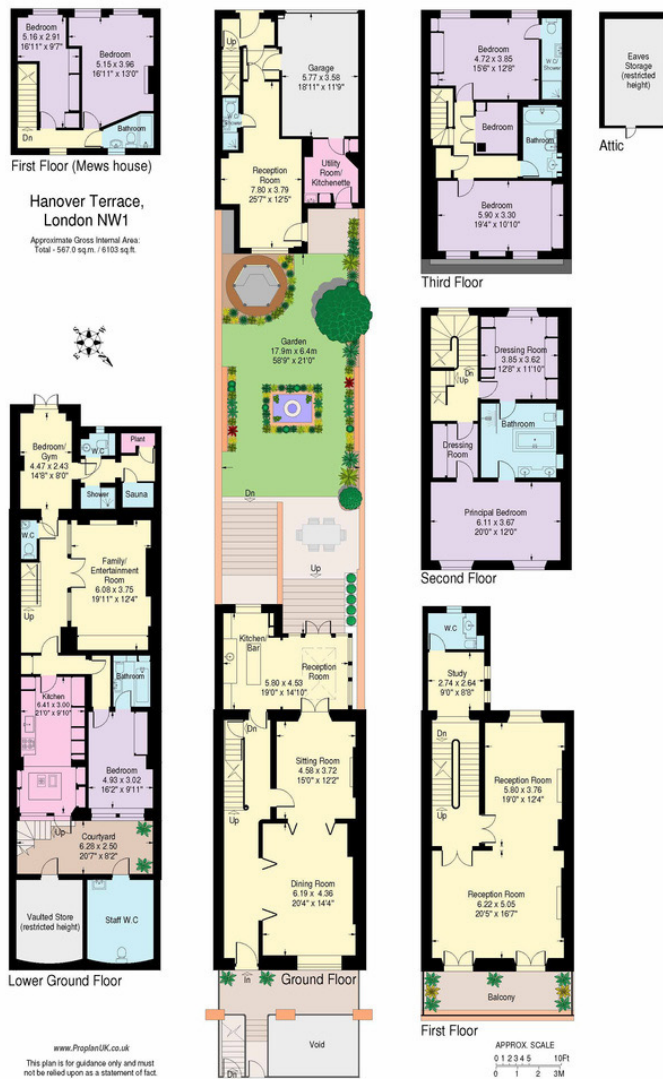 Bedroom
5.16 x 2.91
16'11" x 9'7"
Bedroom
5.15 x 3.96
16'11" x 13'0"
Dn
Bathroom
First Floor (Mews house)
Hanover Terrace,
London NW1
Approximate Gross Internal Area:
Total - 567.0 sq.m. / 6103 sq.ft.
Bedroom/
Gym
4.47 x 2.43
14'8" x 8'0"
W.C
Plant
Shower
Sauna
W.C
Family/
Entertainment
Room
6.08 x 3.75
19'11" x 12'4"
Up
Bathroom
Kitchen
6.41 x 3.00
21'0" x 9'10"
Bedroom
4.93 x 3.02
16'2" x 9'11"
Up
Courtyard
6.28 x 2.50
20'7" x 8'2"
Vaulted Store
(restricted height)
Staff W.C
Lower Ground Floor
www.ProplanUK.co.uk
This plan is for guidance only and must
not be relied upon as a statement of fact.
Up
Garage
5.77 x 3.58
18'11" x 11'9"
Shower
Reception
Room
7.80 x 3.79
25'7" x 12'5"
Utility
Room/
Kitchenette
Garden
17.9m x 6.4m
58'9" x 21'0"
Dn
Up
Kitchen/
Bar
5.80 x 4.53
19'0" x 14'10"
Reception
Room
Dn
Sitting Room
4.58 x 3.72
15'0" x 12'2"
Up
Dining Room
6.19 x 4.36
20'4" x 14'4"
In
Ground Floor
Void
Dn
Bedroom
4.72 x 3.85
15'6" x 12'8"
W.C/
Shower
Bedroom
Bathroom
Bedroom
5.90 x 3.30
19'4" x 10'10"
Third Floor
Eaves
Storage
(restricted
height)
Attic
Dn
Up
Dressing Room
3.85 x 3.62
12'8" x 11'10"
Bathroom
Dressing
Room
Principal Bedroom
6.11 x 3.67
20'0" x 12'0"
Second Floor
W.C
Study
2.74 x 2.64
9'0" x 8'8"
Dn
Up
Reception Room
5.80 x 3.76
19'0" x 12'4"
Reception Room
6.22 x 5.05
20'5" x 16'7"
Balcony
First Floor
APPROX. SCALE
0 1 2 3 4 5 10Ft
0 1 2 3M